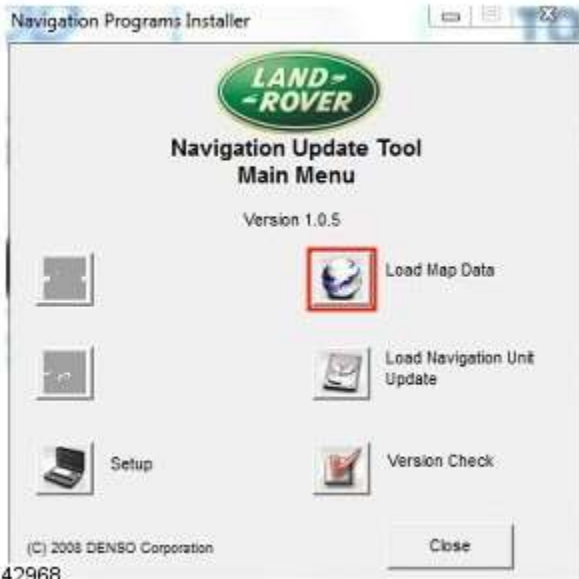 Navigation Programs Installer
LAND-
-ROVER
Navigation Update Tool
Main Menu
Version 1.0.5
Load Map Data
Load Navigation Unit
Update
Setup
Version Check
(C) 2008 DENSO Corporation
Close
42968